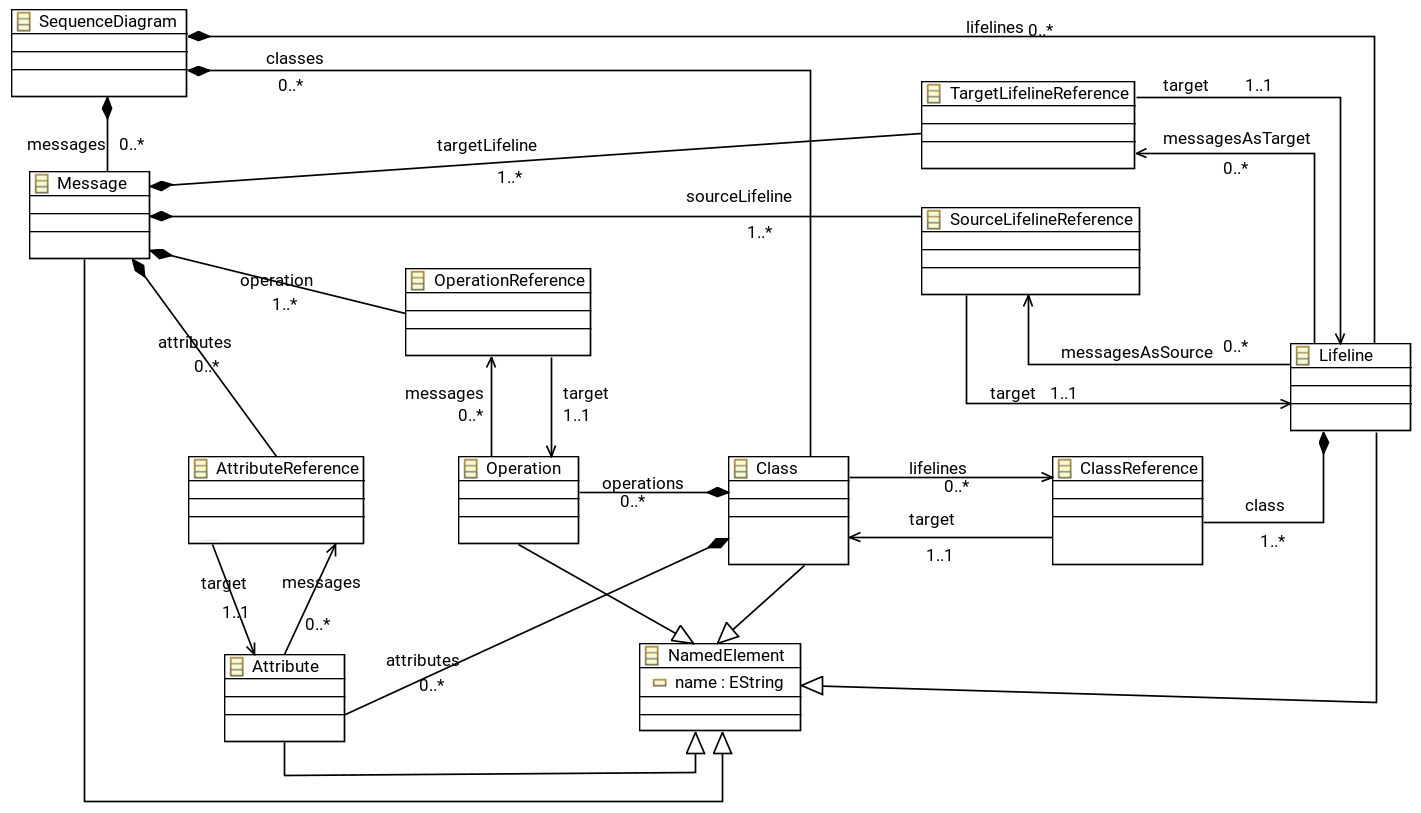 SequenceDiagram
lifelines 0..*
classes
0..*
TargetLifelineReference
target 1..1
messages 0..*
targetLifeline
1..*
messagesAsTarget
0..*
Message
sourceLifeline
1..*
SourceLifelineReference
operation
1..*
OperationReference
attributes
0..*
messagesAsSource 0..*
Lifeline
messages
0..*
target
1..1
target 1..1
AttributeReference
Operation
operations
0..*
Class
lifelines
0..*
ClassReference
target
1..1
class
1..*
target
1..1
messages
0..*
Attribute
attributes
0..*
NamedElement
name : EString